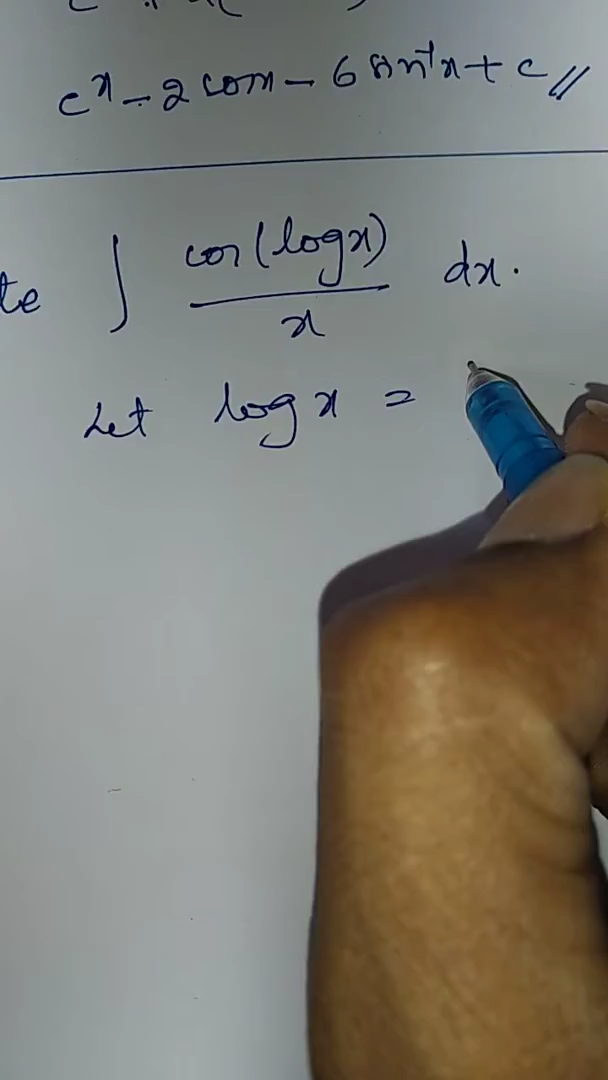 e^x - 2 cos x - 6 sin⁻¹x + c //
te ∫ cos(log x) / x dx.
Let log x =